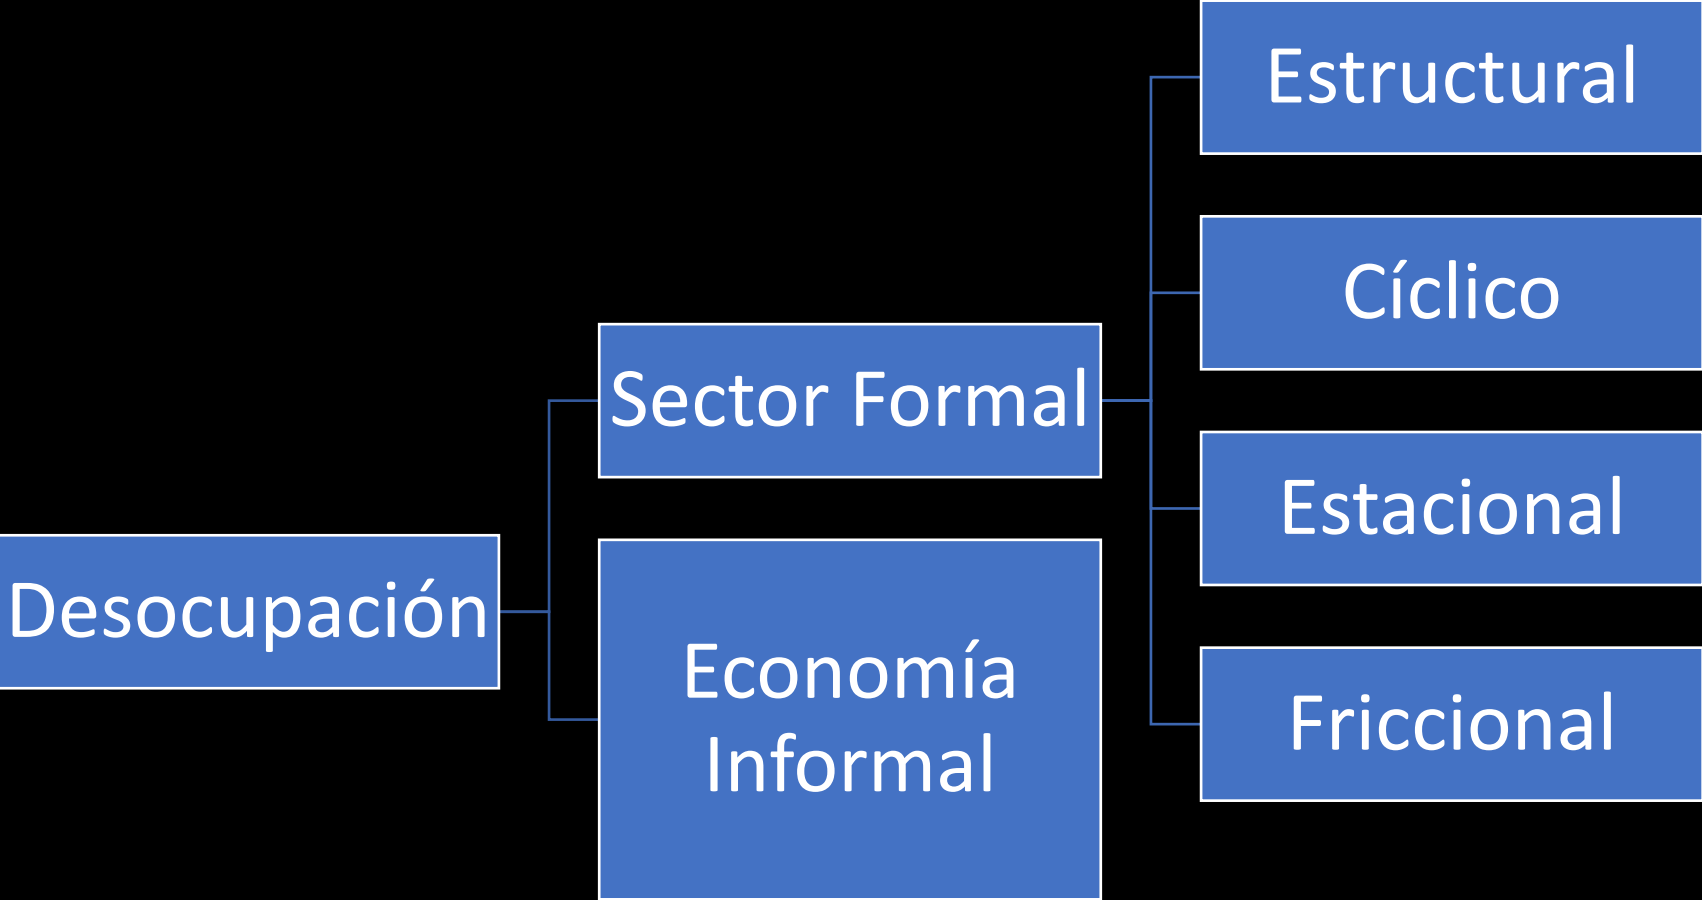 Desocupación
Sector Formal
Economía
Informal
Estructural
Cíclico
Estacional
Friccional